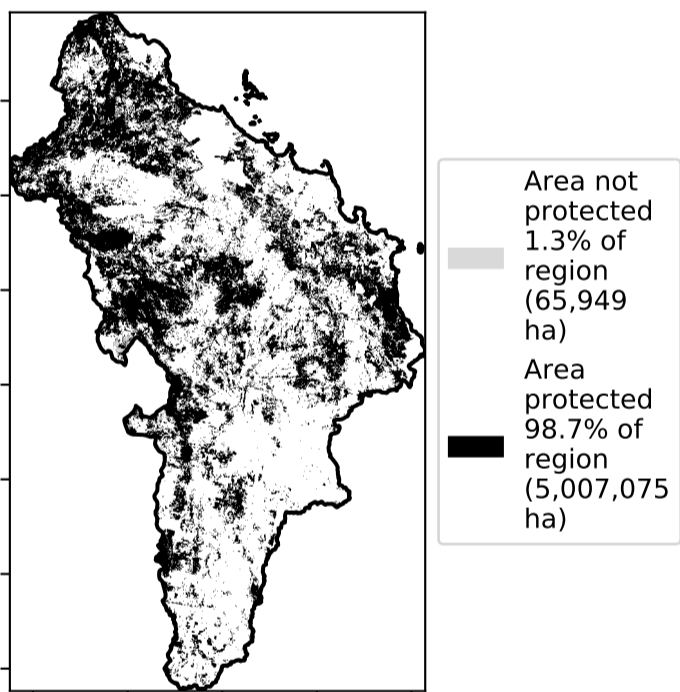 Area not
protected
1.3% of
region
(65,949
ha)
Area
protected
98.7% of
region
(5,007,075
ha)